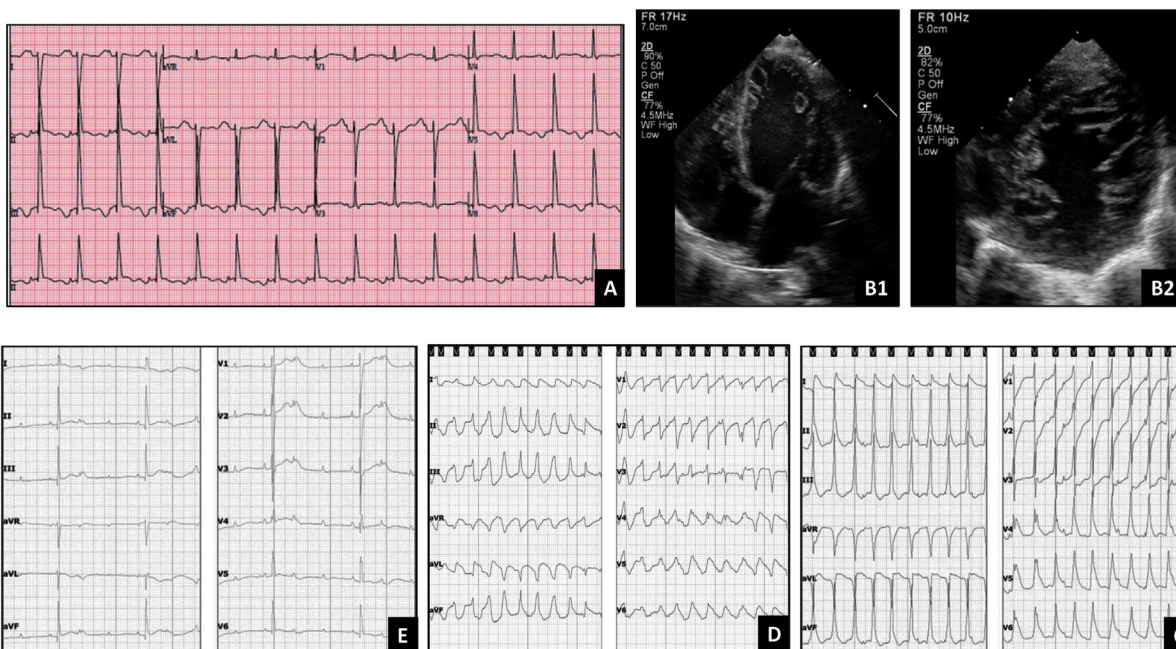 I
aVR
V1
V4
II
aVL
V2
V5
III
aVF
V3
V6
II
A
FR 17Hz
7.0cm
2D
90%
C 50
P Off
Gen
CF
77%
4.5MHz
WF High
Low
B1
FR 10Hz
5.0cm
2D
82%
C 50
P Off
Gen
CF
77%
4.5MHz
WF High
Low
B2
I
II
III
aVR
aVL
aVF
V1
V2
V3
V4
V5
V6
E
I
II
III
aVR
aVL
aVF
V1
V2
V3
V4
V5
V6
D
I
II
III
aVR
aVL
aVF
V1
V2
V3
V4
V5
V6